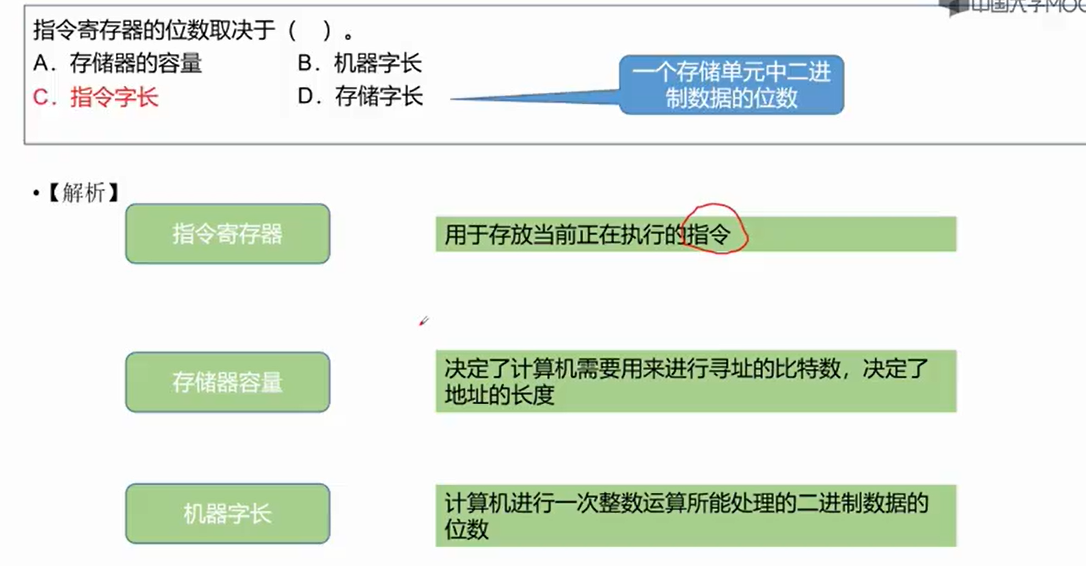 中国大学MOO
指令寄存器的位数取决于（ ）。
A．存储器的容量 B．机器字长
C．指令字长 D．存储字长
一个存储单元中二进
制数据的位数
•【解析】
指令寄存器
用于存放当前正在执行的指令
存储器容量
决定了计算机需要用来进行寻址的比特数，决定了
地址的长度
机器字长
计算机进行一次整数运算所能处理的二进制数据的
位数